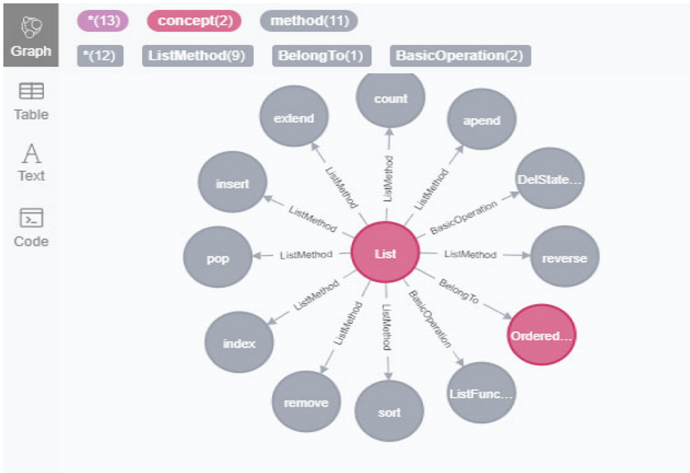 *(13) concept(2) method(11)
Graph
*(12) ListMethod(9) BelongTo(1) BasicOperation(2)
Table
Text
Code
count
extend
apend
ListMethod
ListMethod
ListMethod
insert
DelState...
ListMethod
BasicOperation
pop
ListMethod
List
ListMethod
reverse
ListMethod
BelongTo
index
ListMethod
ListMethod
BasicOperation
Ordered...
remove
sort
ListFunc...